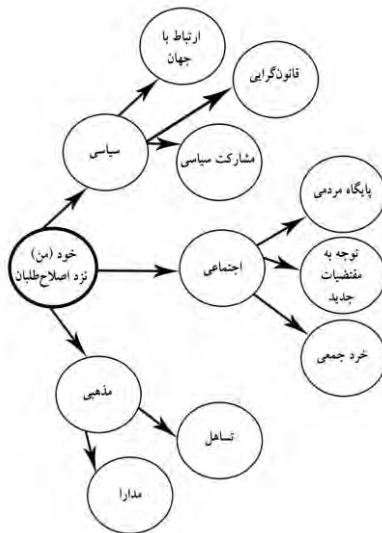 ارتباط با
جهان
قانون‌گرایی
سیاسی
مشارکت سیاسی
پایگاه مردمی
خود (من)
نزد اصلاح‌طلبان
اجتماعی
توجه به
مقتضیات
جدید
خرد جمعی
مذهبی
تساهل
مدارا